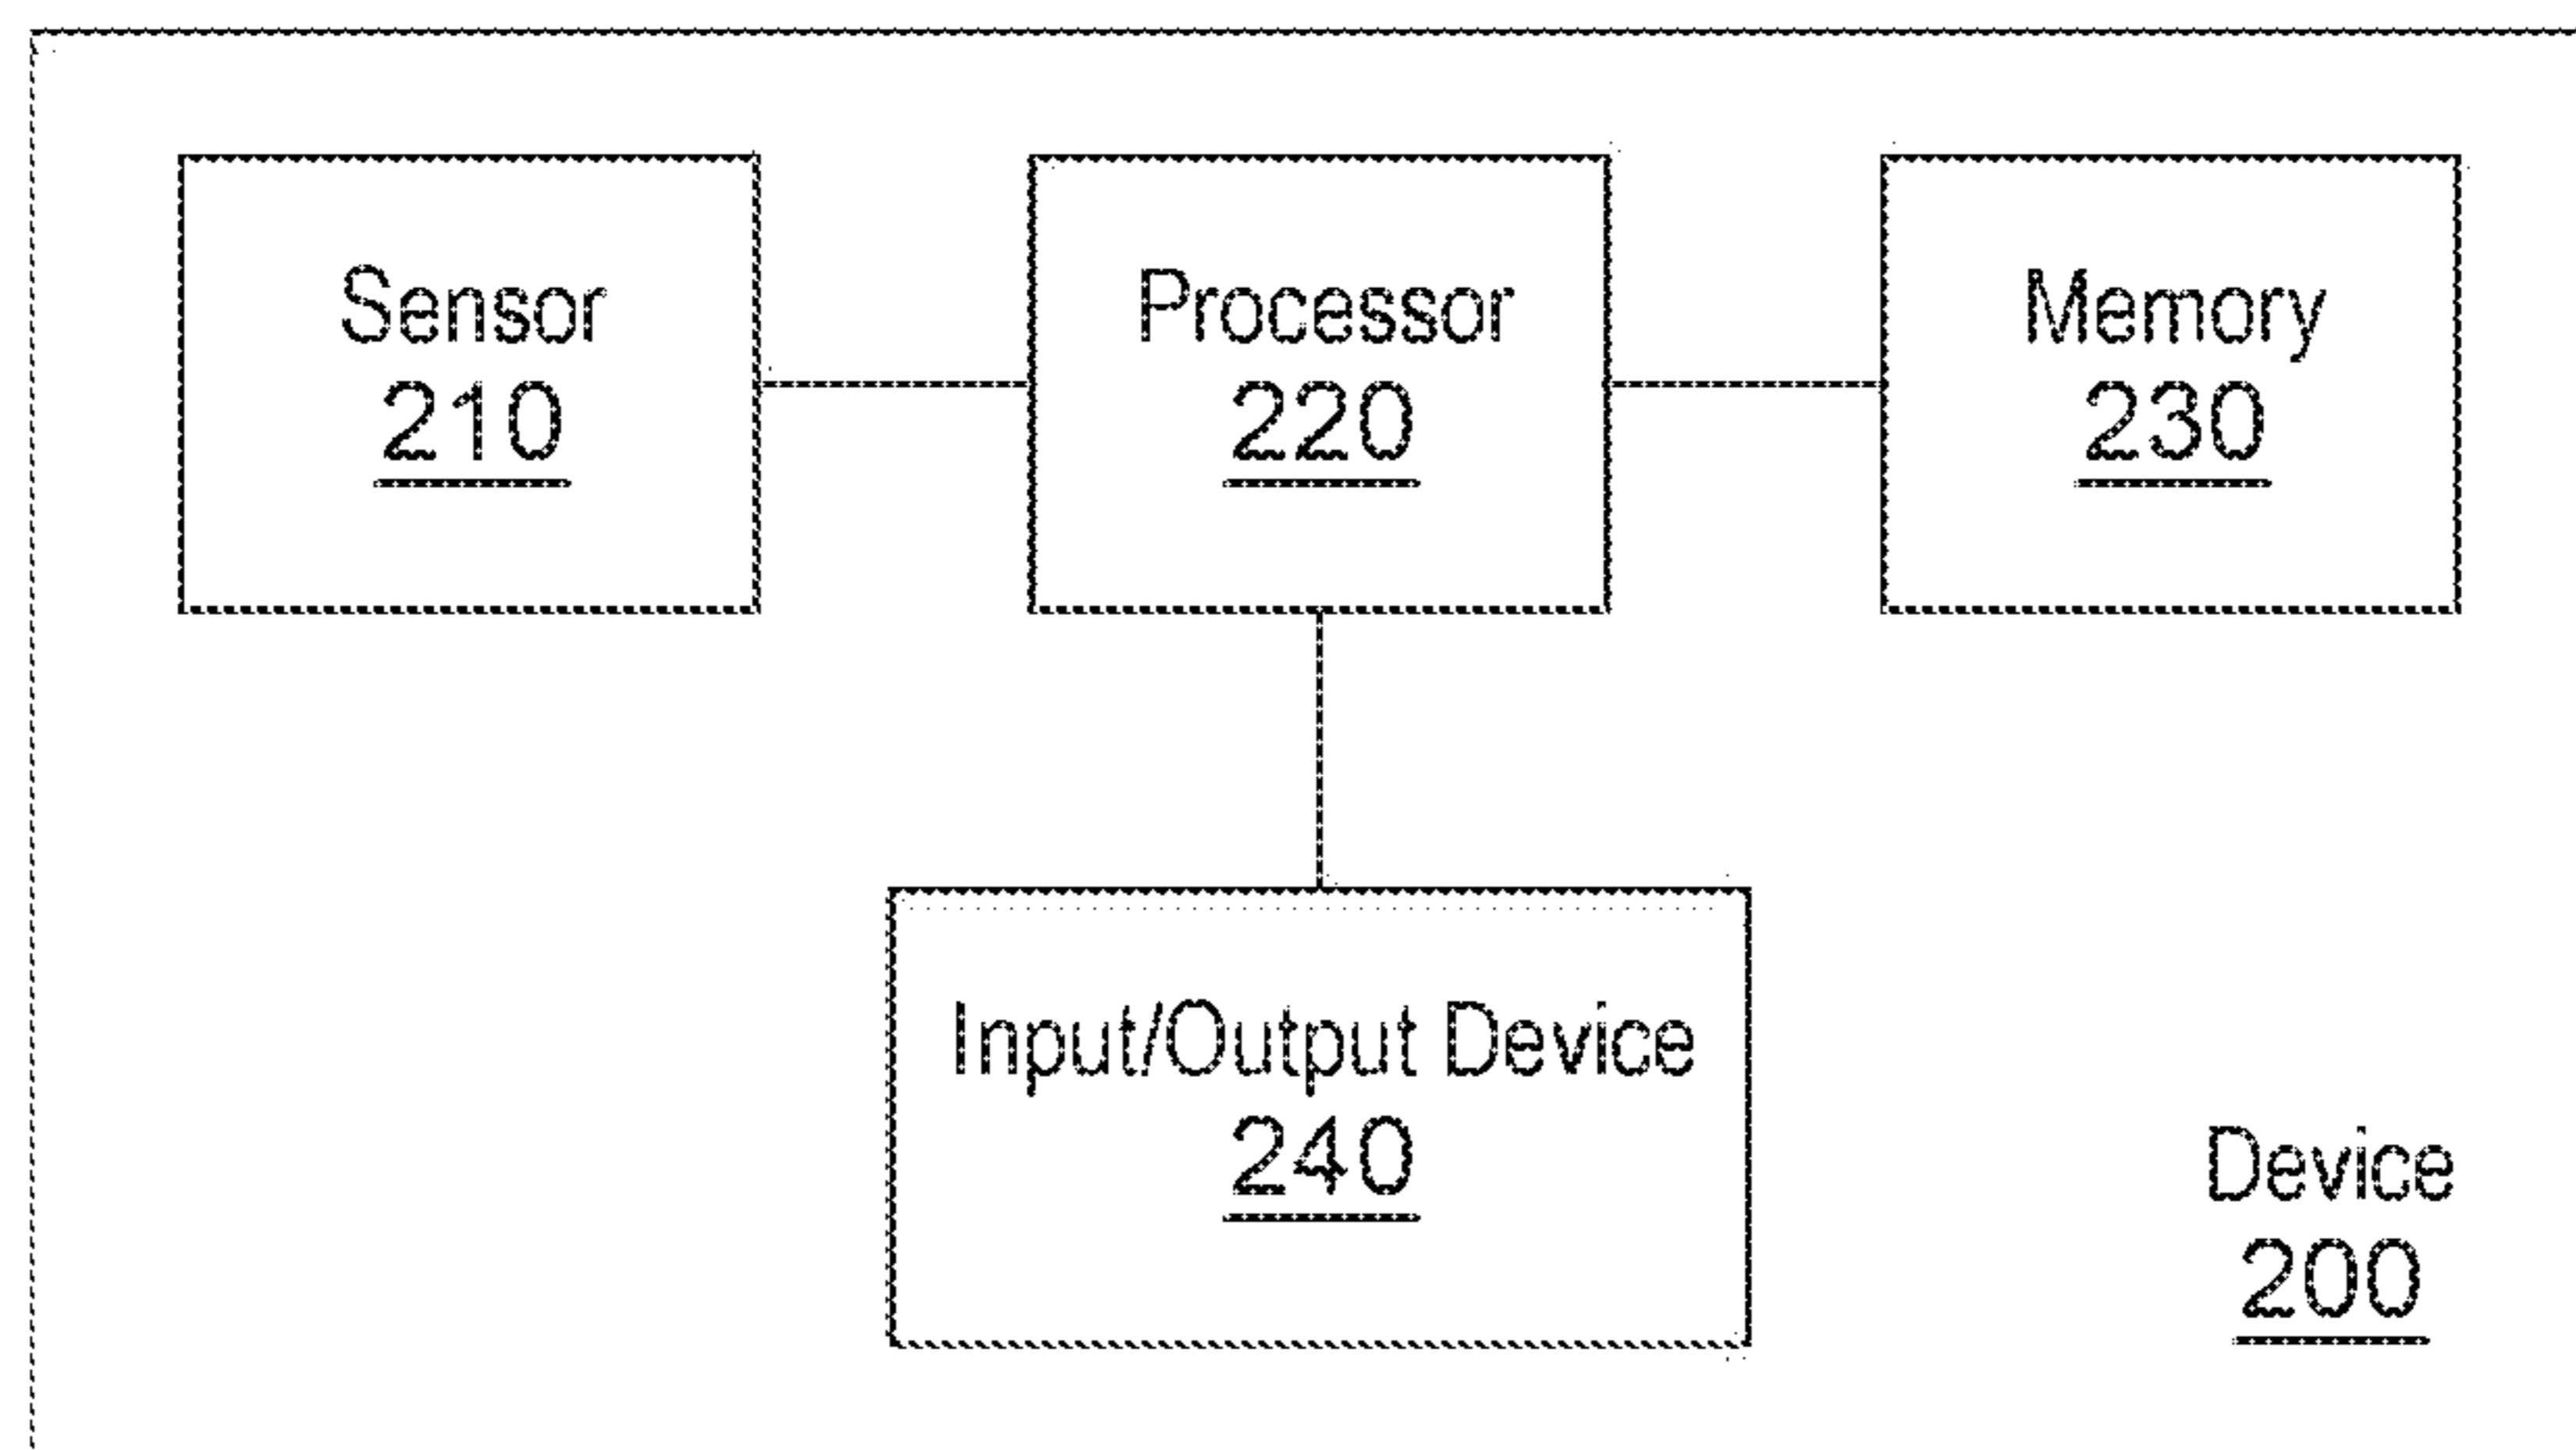 Sensor
210
Processor
220
Memory
230
Input/Output Device
240
Device
200